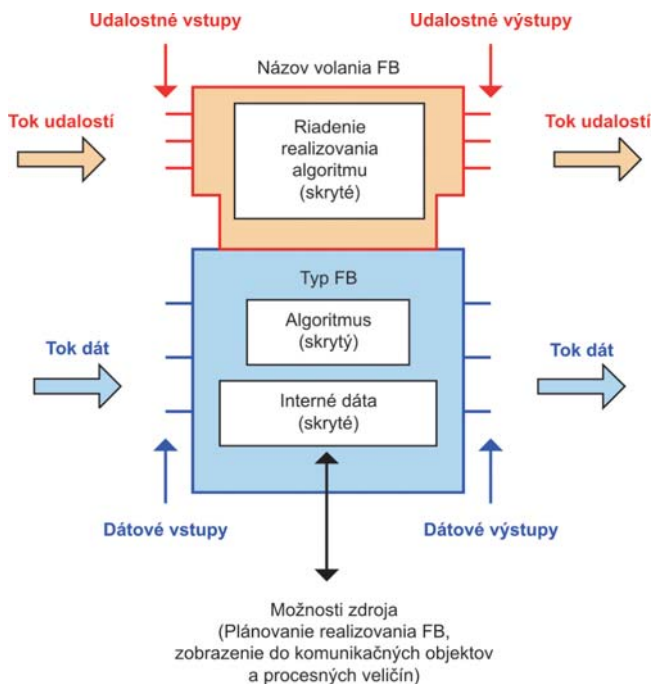 Udalostné vstupy
Udalostné výstupy
Názov volania FB
Tok udalostí
Tok udalostí
Riadenie
realizovania
algoritmu
(skryté)
Typ FB
Algoritmus
(skrytý)
Tok dát
Tok dát
Interné dáta
(skryté)
Dátové vstupy
Dátové výstupy
Možnosti zdroja
(Plánovanie realizovania FB,
zobrazenie do komunikačných objektov
a procesných veličín)